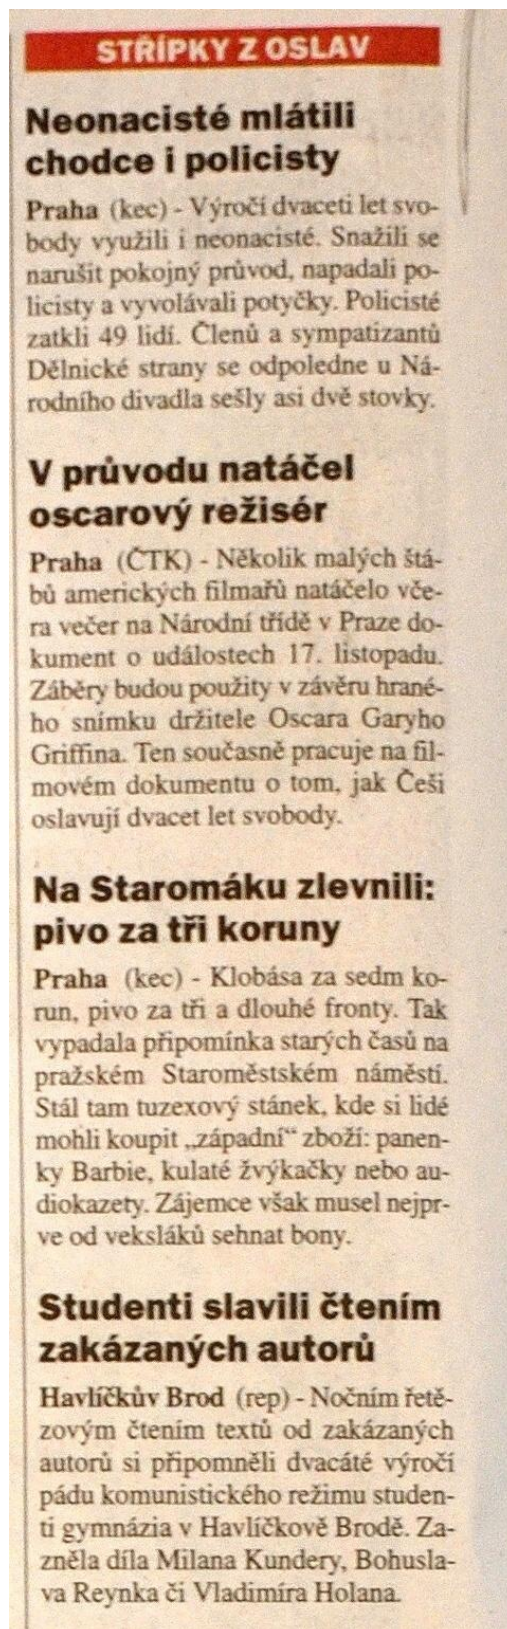 STŘÍPKY Z OSLAV
Neonacisté mlátili
chodce i policisty
Praha (kec) - Výročí dvaceti let svo-
body využili i neonacisté. Snažili se
narušit pokojný průvod, napadali po-
licisty a vyvolávali potyčky. Policisté
zatkli 49 lidí. Členů a sympatizantů
Dělnické strany se odpoledne u Ná-
rodního divadla sešly asi dvě stovky.
V průvodu natáčel
oscarový režisér
Praha (ČTK) - Několik malých štá-
bů amerických filmařů natáčelo vče-
ra večer na Národní třídě v Praze do-
kument o událostech 17. listopadu.
Záběry budou použity v závěru hrané-
ho snímku držitele Oscara Garyho
Griffina. Ten současně pracuje na fil-
movém dokumentu o tom, jak Češi
oslavují dvacet let svobody.
Na Staromáku zlevnili:
pivo za tři koruny
Praha (kec) - Klobása za sedm ko-
run, pivo za tři a dlouhé fronty. Tak
vypadala připomínka starých časů na
pražském Staroměstském náměstí.
Stál tam tuzexový stánek, kde si lidé
mohli koupit „západní“ zboží: panen-
ky Barbie, kulaté žvýkačky nebo au-
diokazety. Zájemce však musel nejpr-
ve od veksláků sehnat bony.
Studenti slavili čtením
zakázaných autorů
Havlíčkův Brod (rep) - Nočním řetě-
zovým čtením textů od zakázaných
autorů si připomněli dvacáté výročí
pádu komunistického režimu studen-
ti gymnázia v Havlíčkově Brodě. Za-
zněla díla Milana Kundery, Bohusla-
va Reynka či Vladimíra Holana.